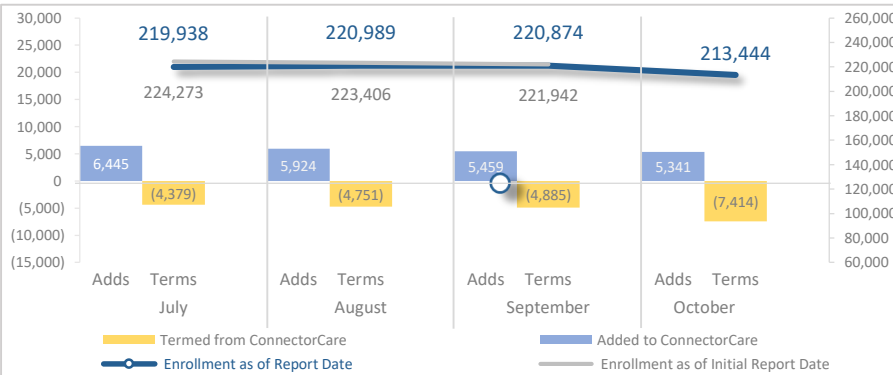 30,000
25,000
20,000
15,000
10,000
5,000
0
(5,000)
(10,000)
(15,000)
219,938 220,989 220,874 213,444
224,273 223,406 221,942
6,445 5,924 5,459 5,341
(4,379) (4,751) (4,885) (7,414)
260,000
240,000
220,000
200,000
180,000
160,000
140,000
120,000
100,000
80,000
60,000
Adds Terms Adds Terms Adds Terms Adds Terms
July August September October
Termed from ConnectorCare Added to ConnectorCare
Enrollment as of Report Date Enrollment as of Initial Report Date